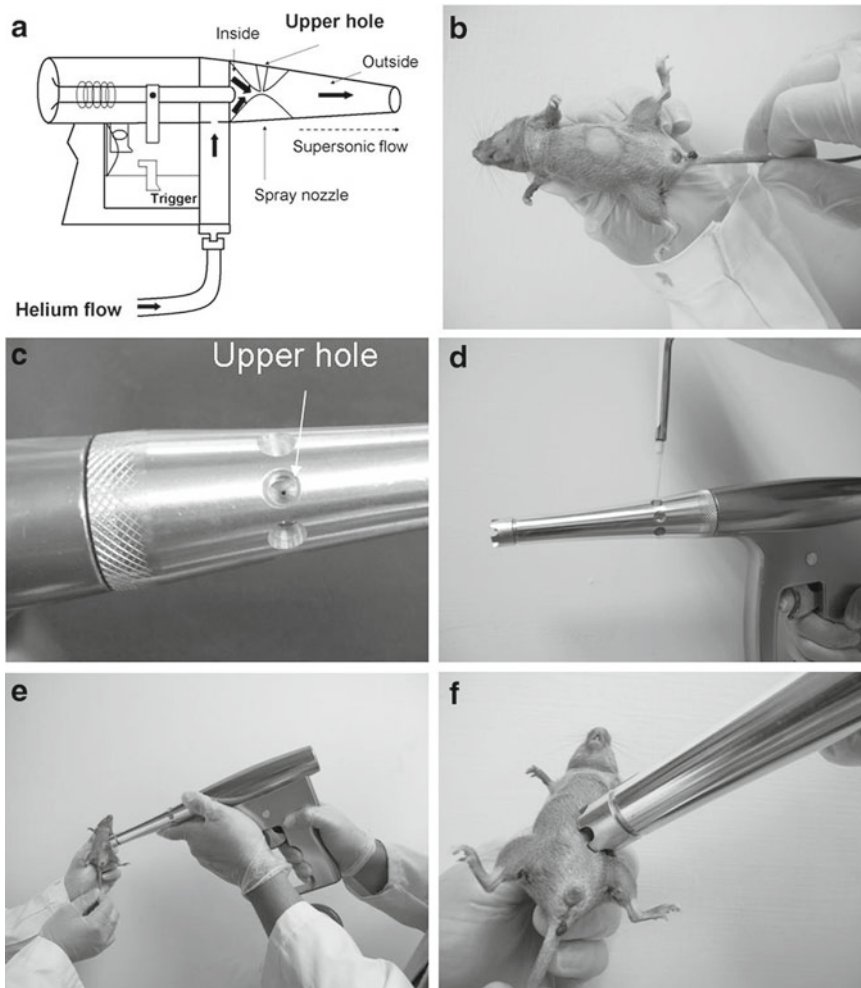 a
Inside
Upper hole
Outside
Supersonic flow
Trigger
Spray nozzle
Helium flow
b
c
Upper hole
d
e
f